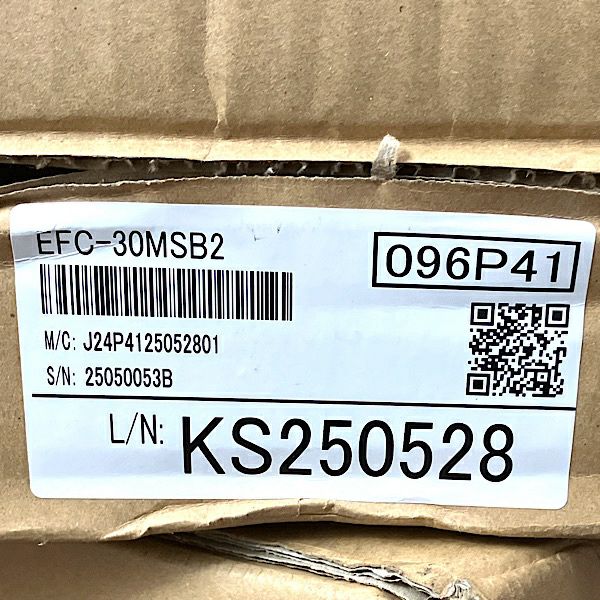 EFC-30MSB2
096P41
M/C: J24P4125052801
S/N: 25050053B
L/N: KS250528